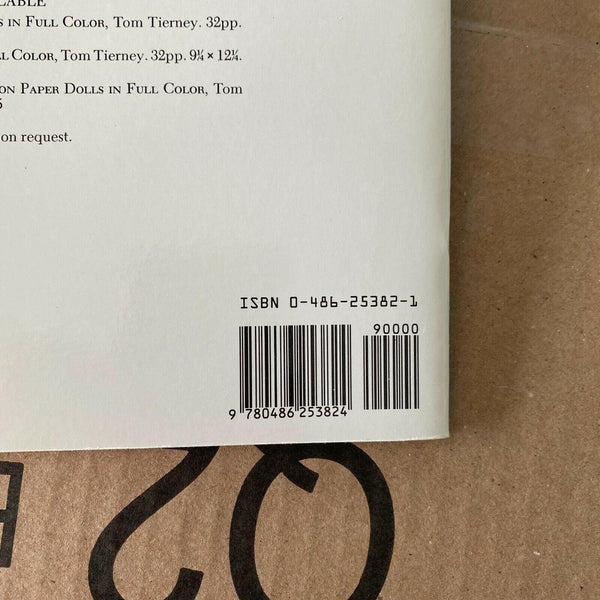 LABLE
S IN FULL COLOR, Tom Tierney. 32pp.
L COLOR, Tom Tierney. 32pp. 9¼ × 12¼.
ON PAPER DOLLS IN FULL COLOR, Tom
on request.
ISBN 0-486-25382-1
90000
9 780486 253824